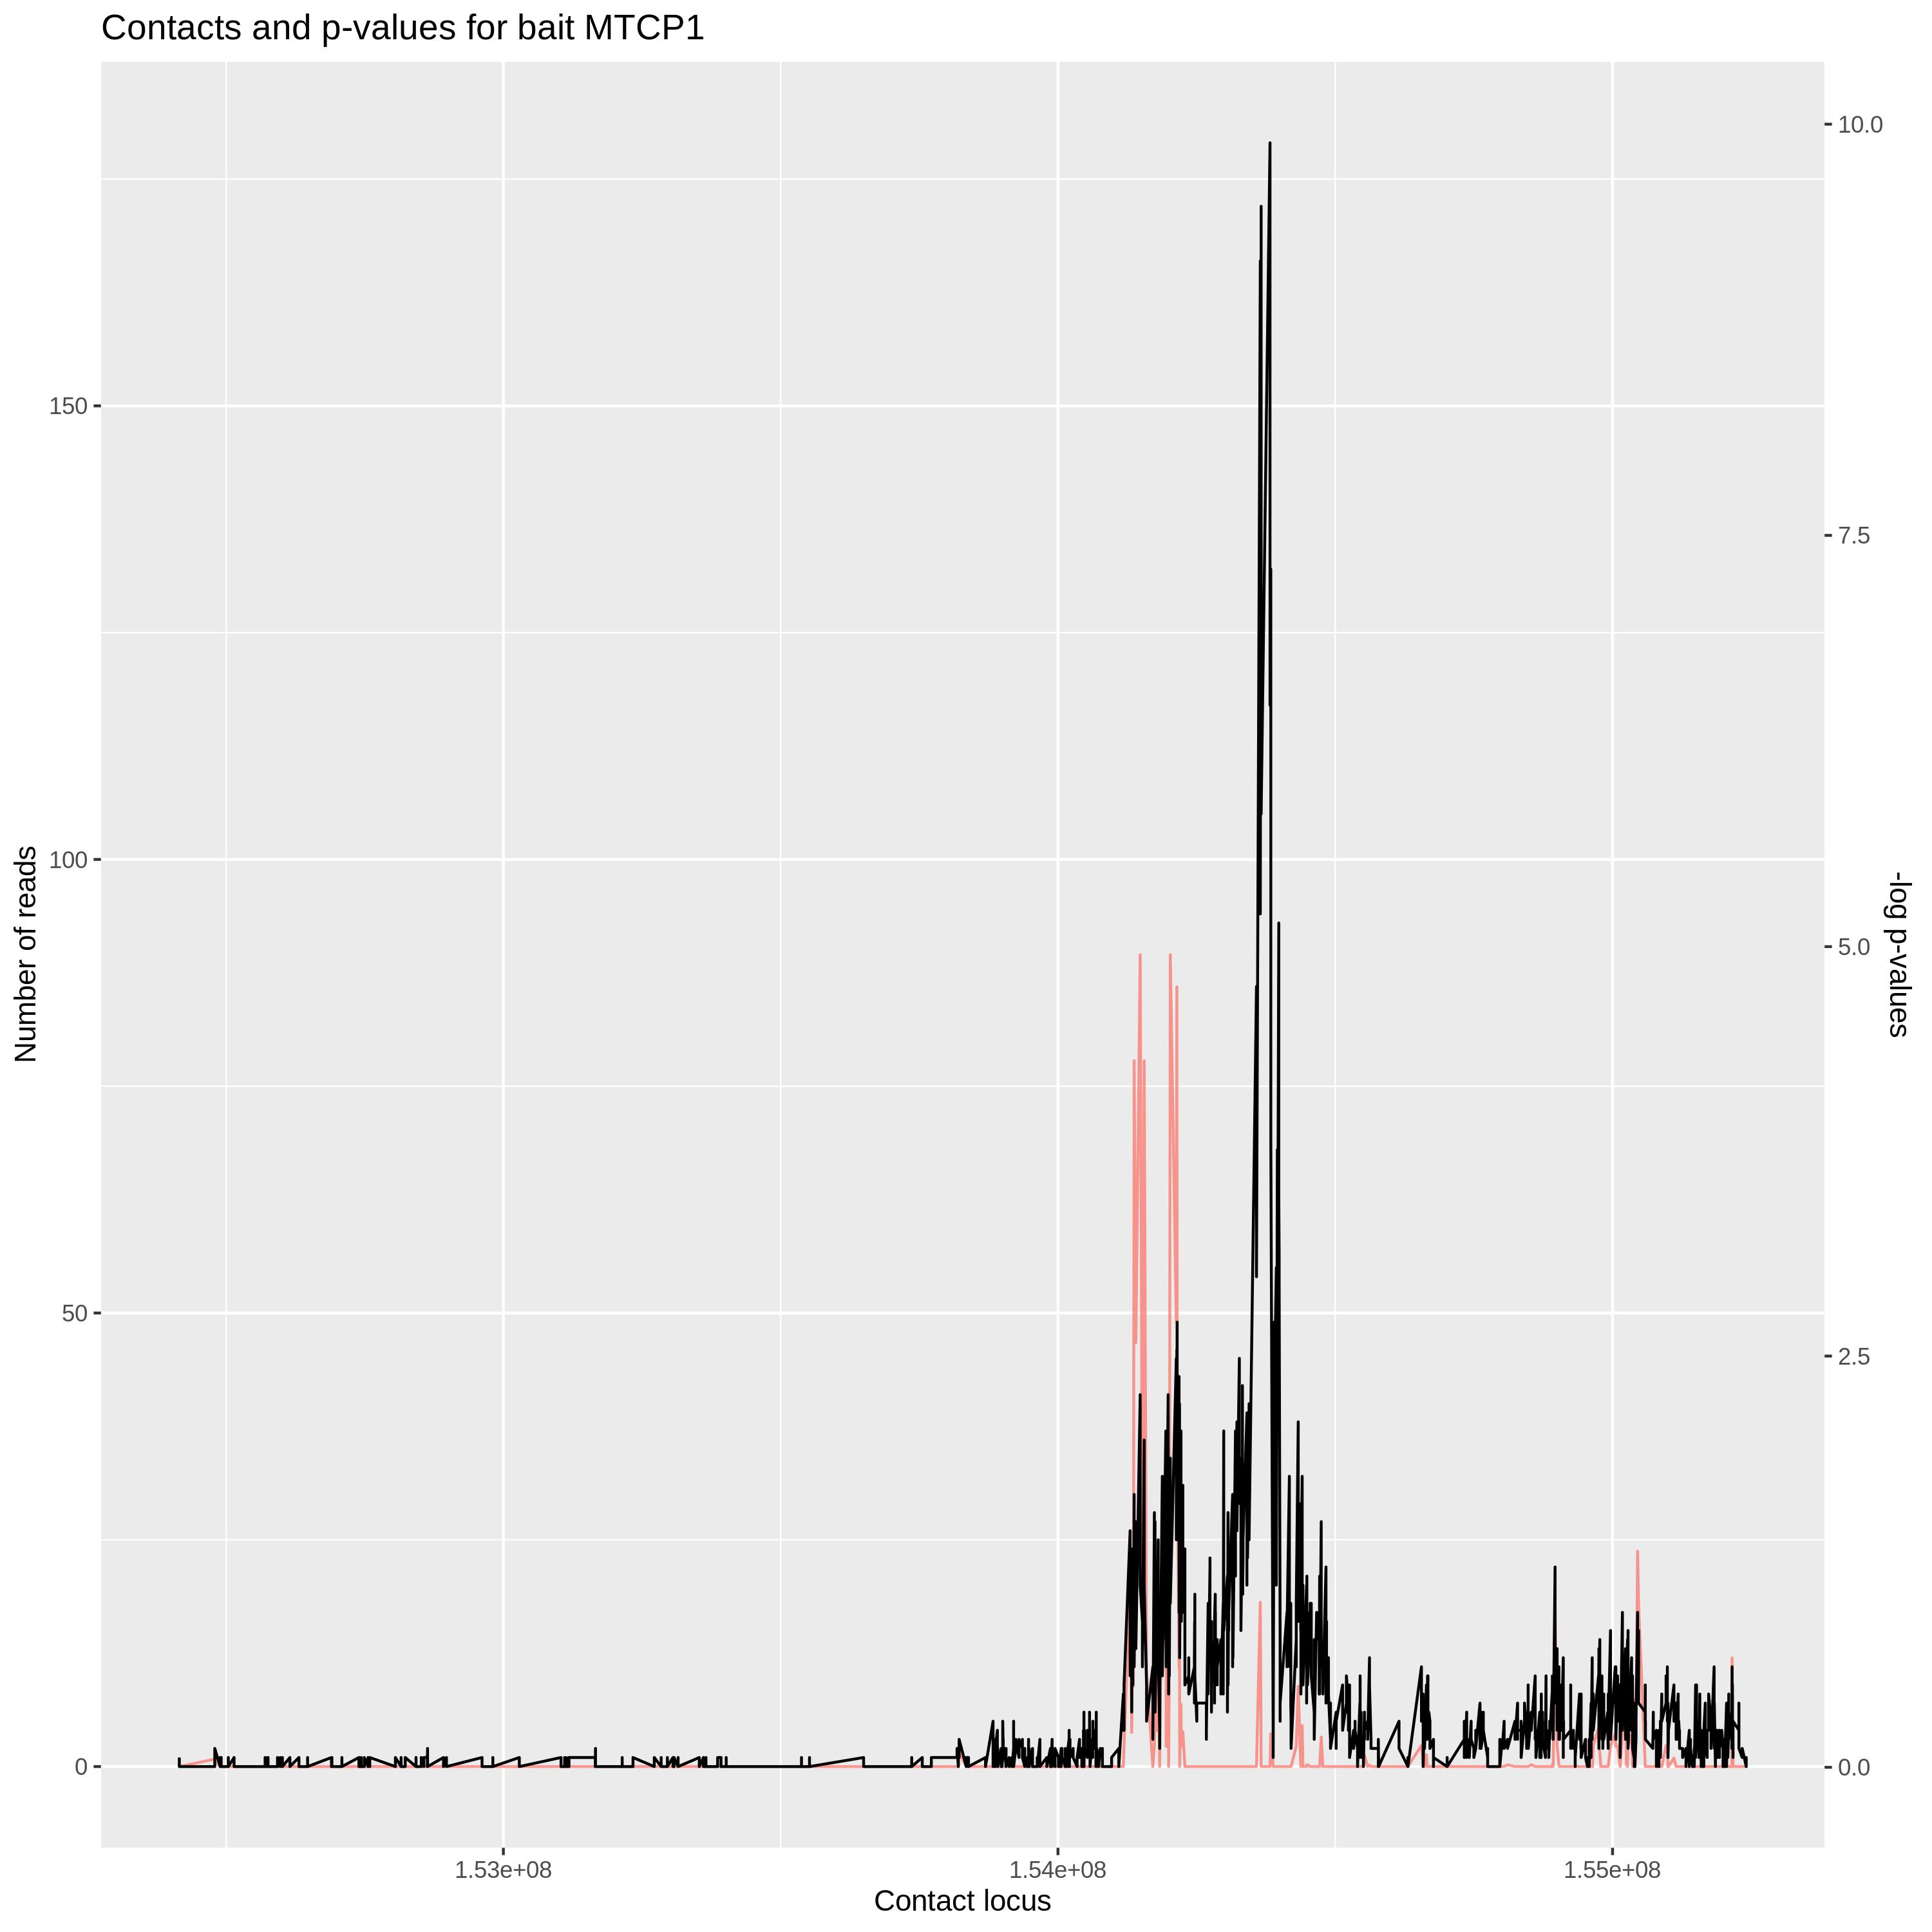 Contacts and p-values for bait MTCP1
Number of reads
150
100
50
0
10.0
7.5
5.0
2.5
0.0
-log p-values
1.53e+08
1.54e+08
1.55e+08
Contact locus